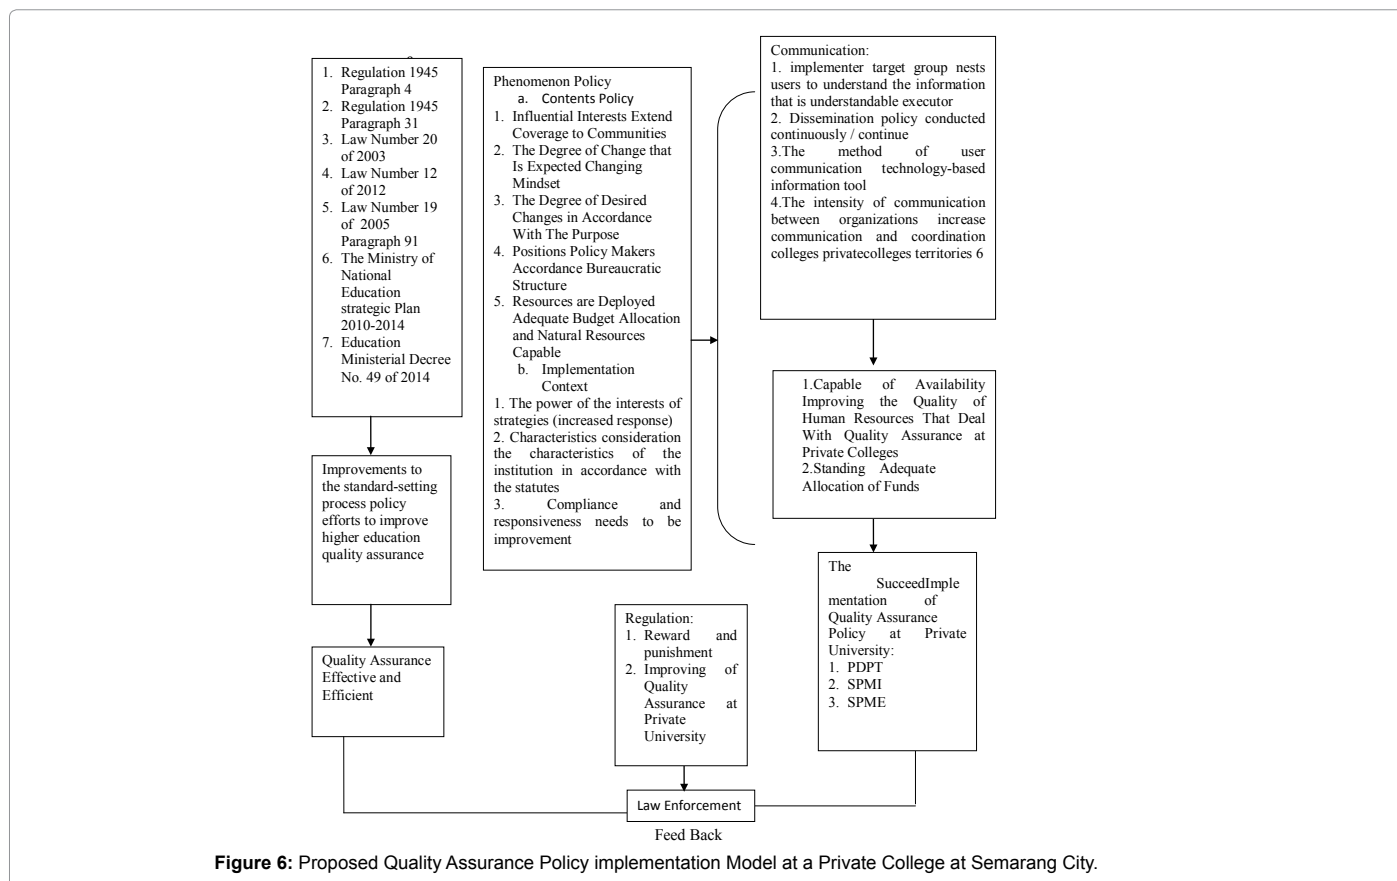 1. Regulation 1945
Paragraph 4
2. Regulation 1945
Paragraph 31
3. Law Number 20
of 2003
4. Law Number 12
of 2012
5. Law Number 19
of 2005
Paragraph 91
6. The Ministry of
National
Education
strategic Plan
2010-2014
7. Education
Ministerial Decree
No. 49 of 2014
Improvements to
the standard-setting
process policy
efforts to improve
higher education
quality assurance
Quality Assurance
Effective and
Efficient
Phenomenon Policy
a. Contents Policy
1. Influential Interests Extend
Coverage to Communities
2. The Degree of Change that
Is Expected Changing
Mindset
3. The Degree of Desired
Changes in Accordance
With The Purpose
4. Positions Policy Makers
Accordance Bureaucratic
Structure
5. Resources are Deployed
Adequate Budget Allocation
and Natural Resources
Capable
b. Implementation
Context
1. The power of the interests of
strategies (increased response)
2. Characteristics consideration
the characteristics of the
institution in accordance with
the statutes
3. Compliance and
responsiveness needs to be
improvement
Communication:
1. implementer target group nests
users to understand the information
that is understandable executor
2. Dissemination policy conducted
continuously / continue
3.The method of user
communication technology-based
information tool
4.The intensity of communication
between organizations increase
communication and coordination
colleges privatecolleges territories 6
1.Capable of Availability
Improving the Quality of
Human Resources That Deal
With Quality Assurance at
Private Colleges
2.Standing Adequate
Allocation of Funds
The
SucceedImple
mentation of
Quality Assurance
Policy at Private
University:
1. PDPT
2. SPMI
3. SPME
Regulation:
1. Reward and
punishment
2. Improving of
Quality
Assurance at
Private
University
Law Enforcement
Feed Back
Figure 6: Proposed Quality Assurance Policy implementation Model at a Private College at Semarang City.